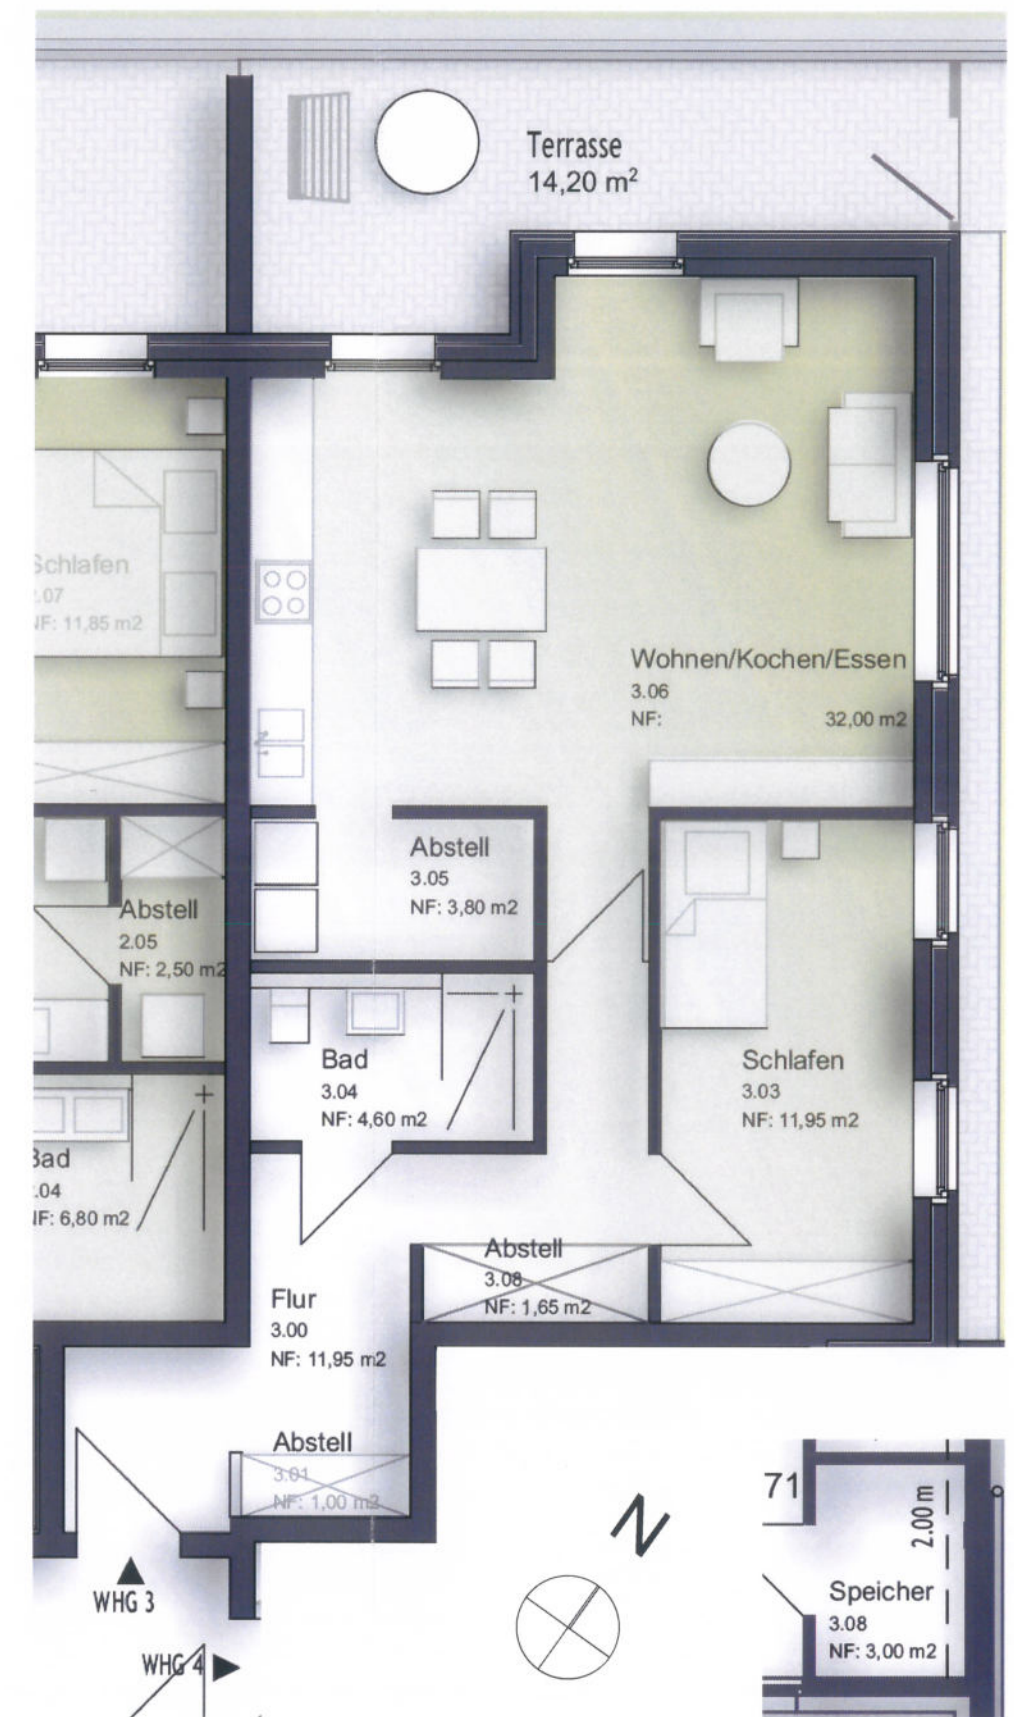 Terrasse
14,20 m²
Schlafen
.07
NF: 11,85 m2
Wohnen/Kochen/Essen
3.06
NF: 32,00 m2
Abstell
3.05
NF: 3,80 m2
Abstell
2.05
NF: 2,50 m2
Bad
3.04
NF: 4,60 m2
Schlafen
3.03
NF: 11,95 m2
Bad
.04
NF: 6,80 m2
Abstell
3.08
NF: 1,65 m2
Flur
3.00
NF: 11,95 m2
Abstell
3.01
NF: 1,00 m2
N
71
2.00 m
Speicher
3.08
NF: 3,00 m2
WHG 3
WHG 4